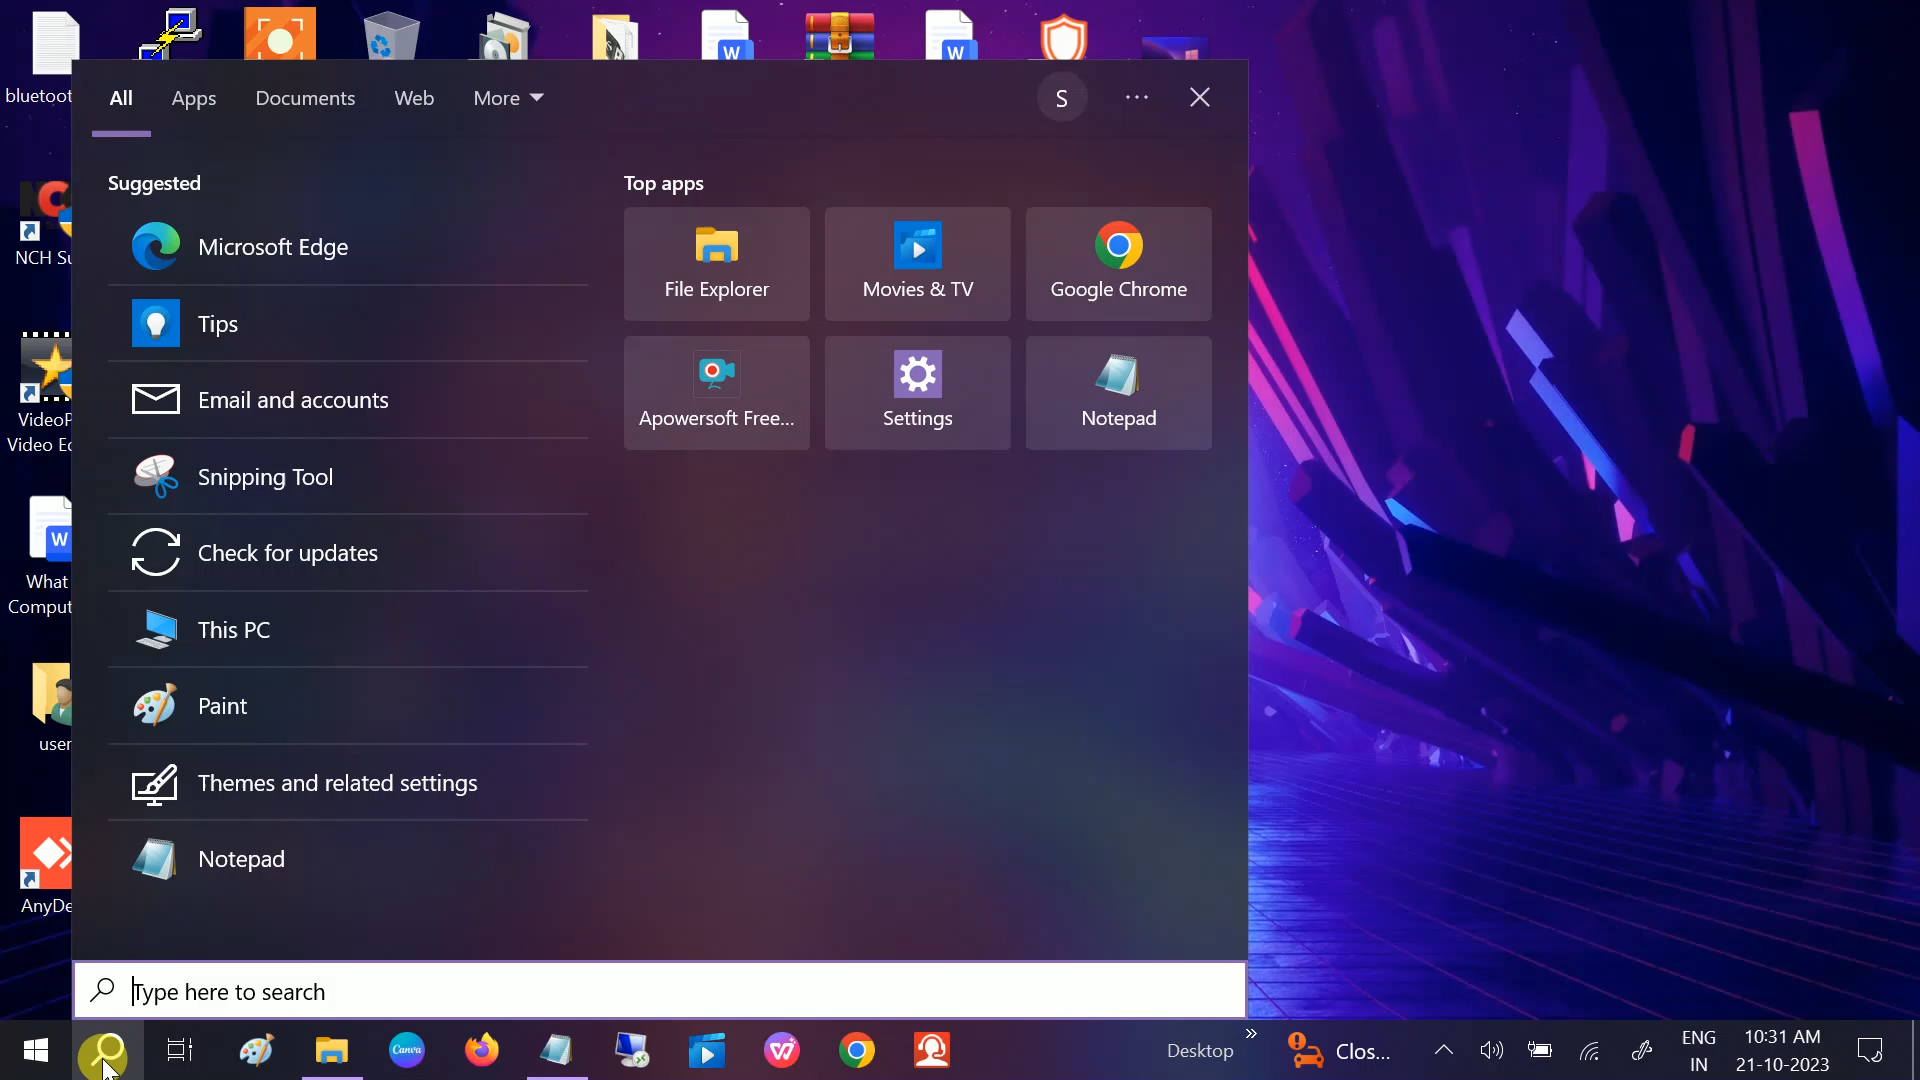 All Apps Documents Web More S
Suggested
Microsoft Edge
Tips
Email and accounts
Snipping Tool
Check for updates
This PC
Paint
Themes and related settings
Notepad
Top apps
File Explorer
Movies & TV
Google Chrome
Apowersoft Free...
Settings
Notepad
Type here to search
bluetoot
NCH Su
VideoP
Video Ed
W
What
Comput
user
AnyDe
W
W
Canva
Desktop
Clos...
ENG
IN
10:31 AM
21-10-2023